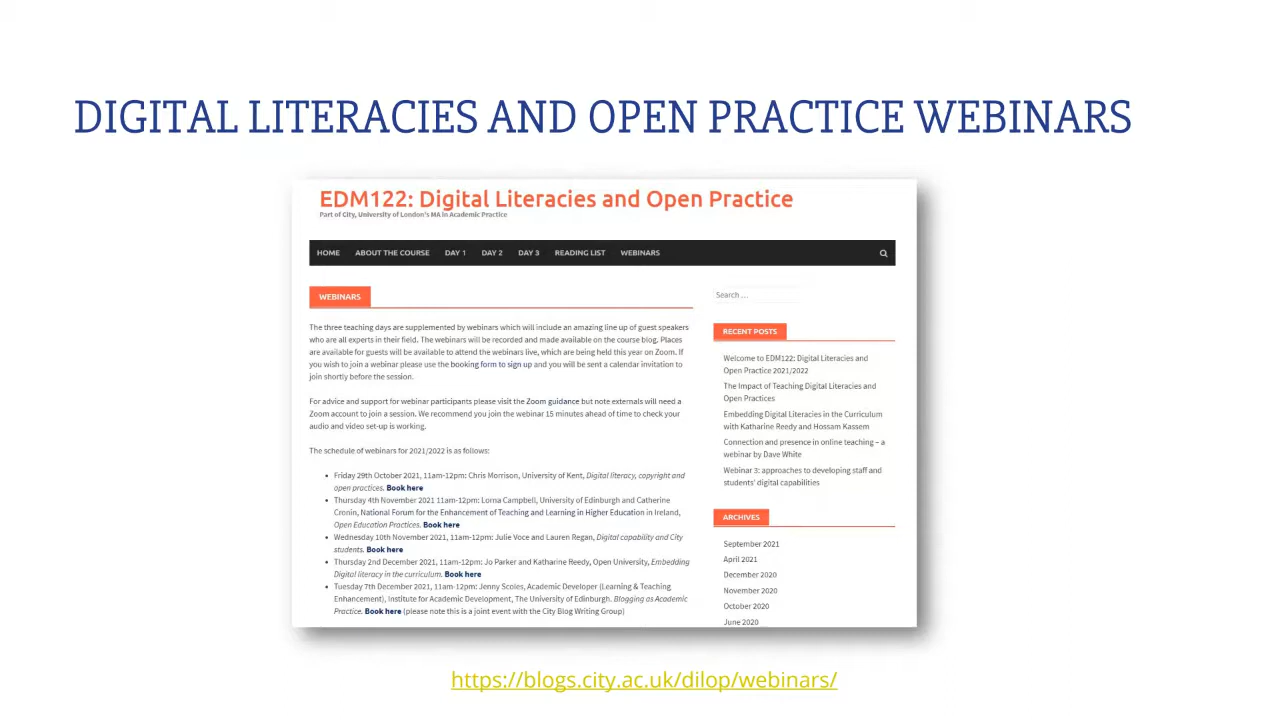 DIGITAL LITERACIES AND OPEN PRACTICE WEBINARS
EDM122: Digital Literacies and Open Practice
Part of City, University of London's MA in Academic Practice
HOME ABOUT THE COURSE DAY 1 DAY 2 DAY 3 READING LIST WEBINARS
WEBINARS
The three teaching days are supplemented by webinars which will include an amazing line up of guest speakers
who are all experts in their field. The webinars will be recorded and made available on the course blog. Places
are available for guests will be available to attend the webinars live, which are being held this year on Zoom. If
you wish to join a webinar please use the booking form to sign up and you will be sent a calendar invitation to
join shortly before the session.
For advice and support for webinar participants please visit the Zoom guidance but note externals will need a
Zoom account to join a session. We recommend you join the webinar 15 minutes ahead of time to check your
audio and video set-up is working.
The schedule of webinars for 2021/2022 is as follows:
• Friday 29th October 2021, 11am-12pm: Chris Morrison, University of Kent, Digital literacy, copyright and
open practices. Book here
• Thursday 4th November 2021 11am-12pm: Lorna Campbell, University of Edinburgh and Catherine
Cronin, National Forum for the Enhancement of Teaching and Learning in Higher Education in Ireland,
Open Education Practices. Book here
• Wednesday 10th November 2021, 11am-12pm: Julie Voce and Lauren Regan, Digital capability and City
students. Book here
• Thursday 2nd December 2021, 11am-12pm: Jo Parker and Katharine Reedy, Open University, Embedding
Digital literacy in the curriculum. Book here
• Tuesday 7th December 2021, 11am-12pm: Jenny Scoles, Academic Developer (Learning & Teaching
Enhancement), Institute for Academic Development, The University of Edinburgh. Blogging as Academic
Practice. Book here (please note this is a joint event with the City Blog Writing Group)
Search …
RECENT POSTS
Welcome to EDM122: Digital Literacies and
Open Practice 2021/2022
The Impact of Teaching Digital Literacies and
Open Practices
Embedding Digital Literacies in the Curriculum
with Katharine Reedy and Hossam Kassem
Connection and presence in online teaching – a
webinar by Dave White
Webinar 3: approaches to developing staff and
students' digital capabilities
ARCHIVES
September 2021
April 2021
December 2020
November 2020
October 2020
June 2020
https://blogs.city.ac.uk/dilop/webinars/